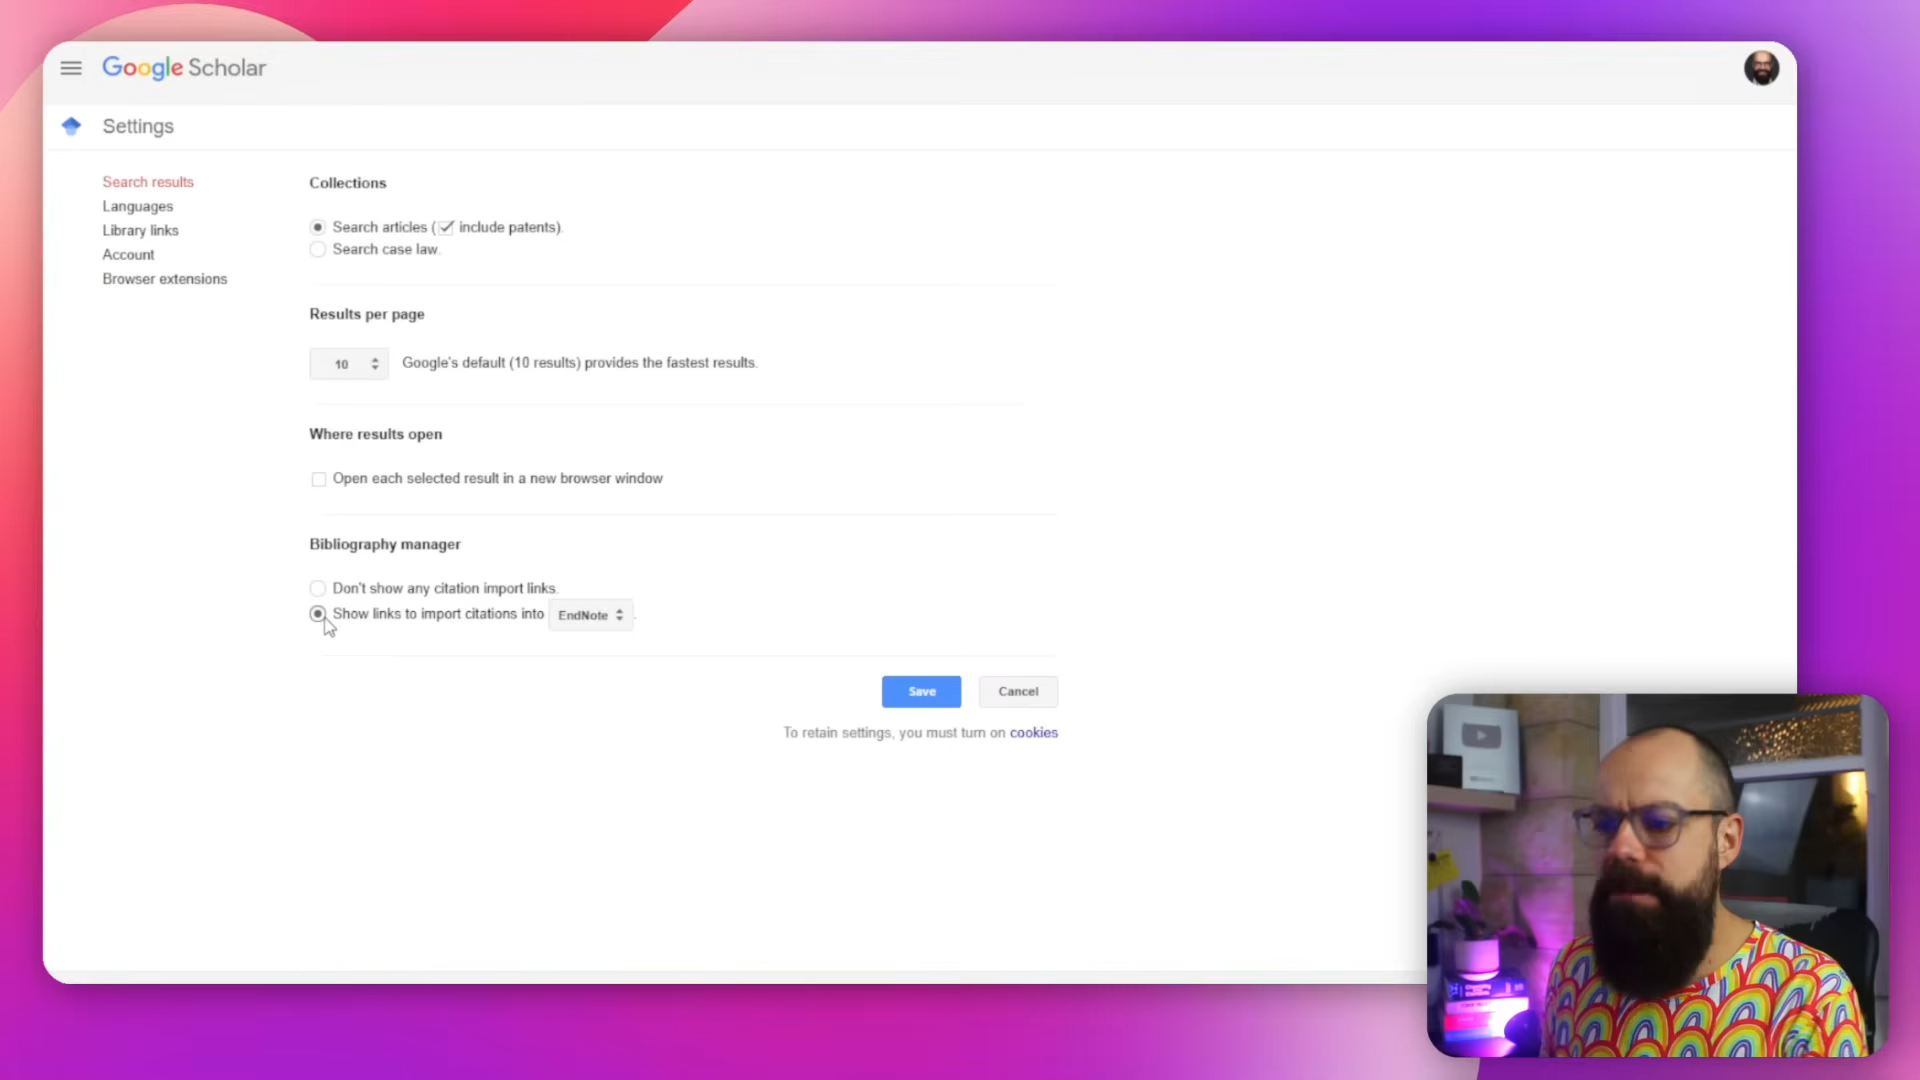 Google Scholar
Settings
Search results
Languages
Library links
Account
Browser extensions
Collections
Search articles (include patents).
Search case law.
Results per page
10
Google's default (10 results) provides the fastest results.
Where results open
Open each selected result in a new browser window
Bibliography manager
Don't show any citation import links.
Show links to import citations into EndNote .
Save
Cancel
To retain settings, you must turn on cookies